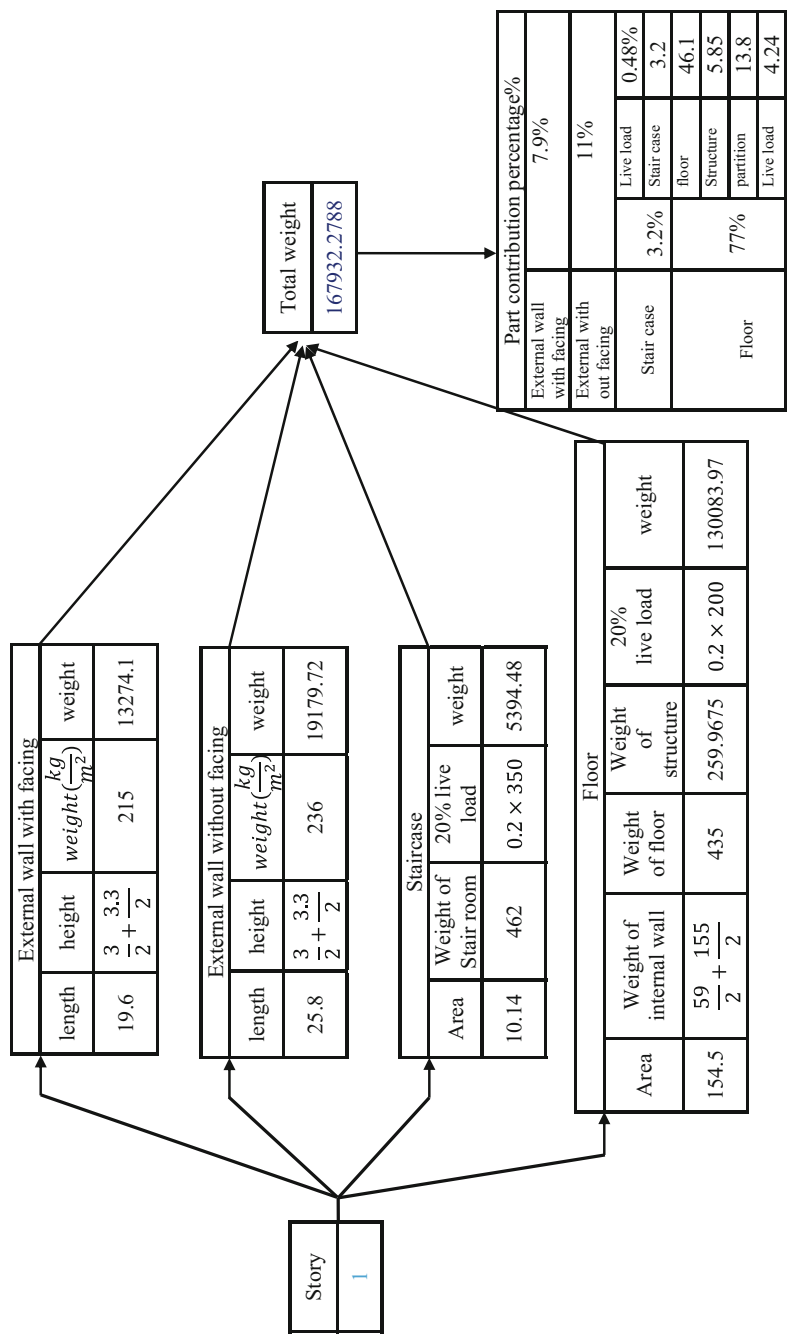 Story
1
External wall with facing
length height weight(kg/m²) weight
19.6 3/2 + 3.3/2 215 13274.1
External wall without facing
length height weight(kg/m²) weight
25.8 3/2 + 3.3/2 236 19179.72
Staircase
Area Weight of Stair room 20% live load weight
10.14 462 0.2 × 350 5394.48
Floor
Area Weight of internal wall Weight of floor Weight of structure 20% live load weight
154.5 59/2 + 155/2 435 259.9675 0.2 × 200 130083.97
Total weight
167932.2788
Part contribution percentage%
External wall with facing 7.9%
External with out facing 11%
Stair case 3.2% Live load 0.48%
Stair case 3.2
Floor 77% floor 46.1
Structure 5.85
partition 13.8
Live load 4.24